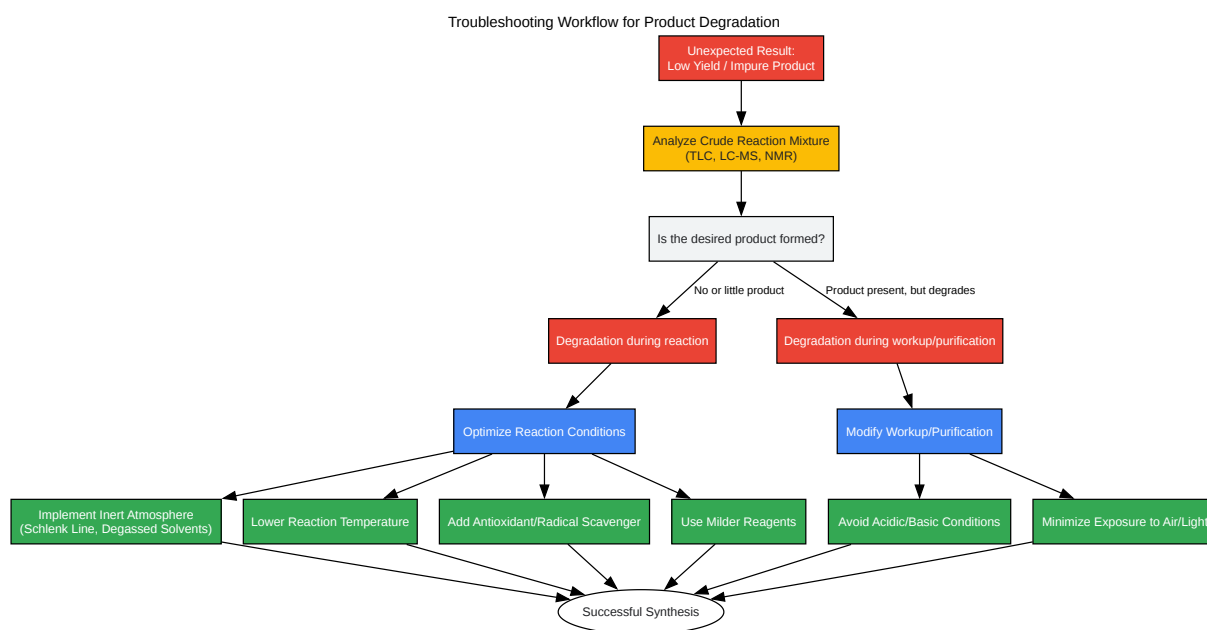 Troubleshooting Workflow for Product Degradation
Unexpected Result:
Low Yield / Impure Product
Analyze Crude Reaction Mixture
(TLC, LC-MS, NMR)
Is the desired product formed?
No or little product
Product present, but degrades
Degradation during reaction
Degradation during workup/purification
Optimize Reaction Conditions
Modify Workup/Purification
Implement Inert Atmosphere
(Schlenk Line, Degassed Solvents)
Lower Reaction Temperature
Add Antioxidant/Radical Scavenger
Use Milder Reagents
Avoid Acidic/Basic Conditions
Minimize Exposure to Air/Light
Successful Synthesis